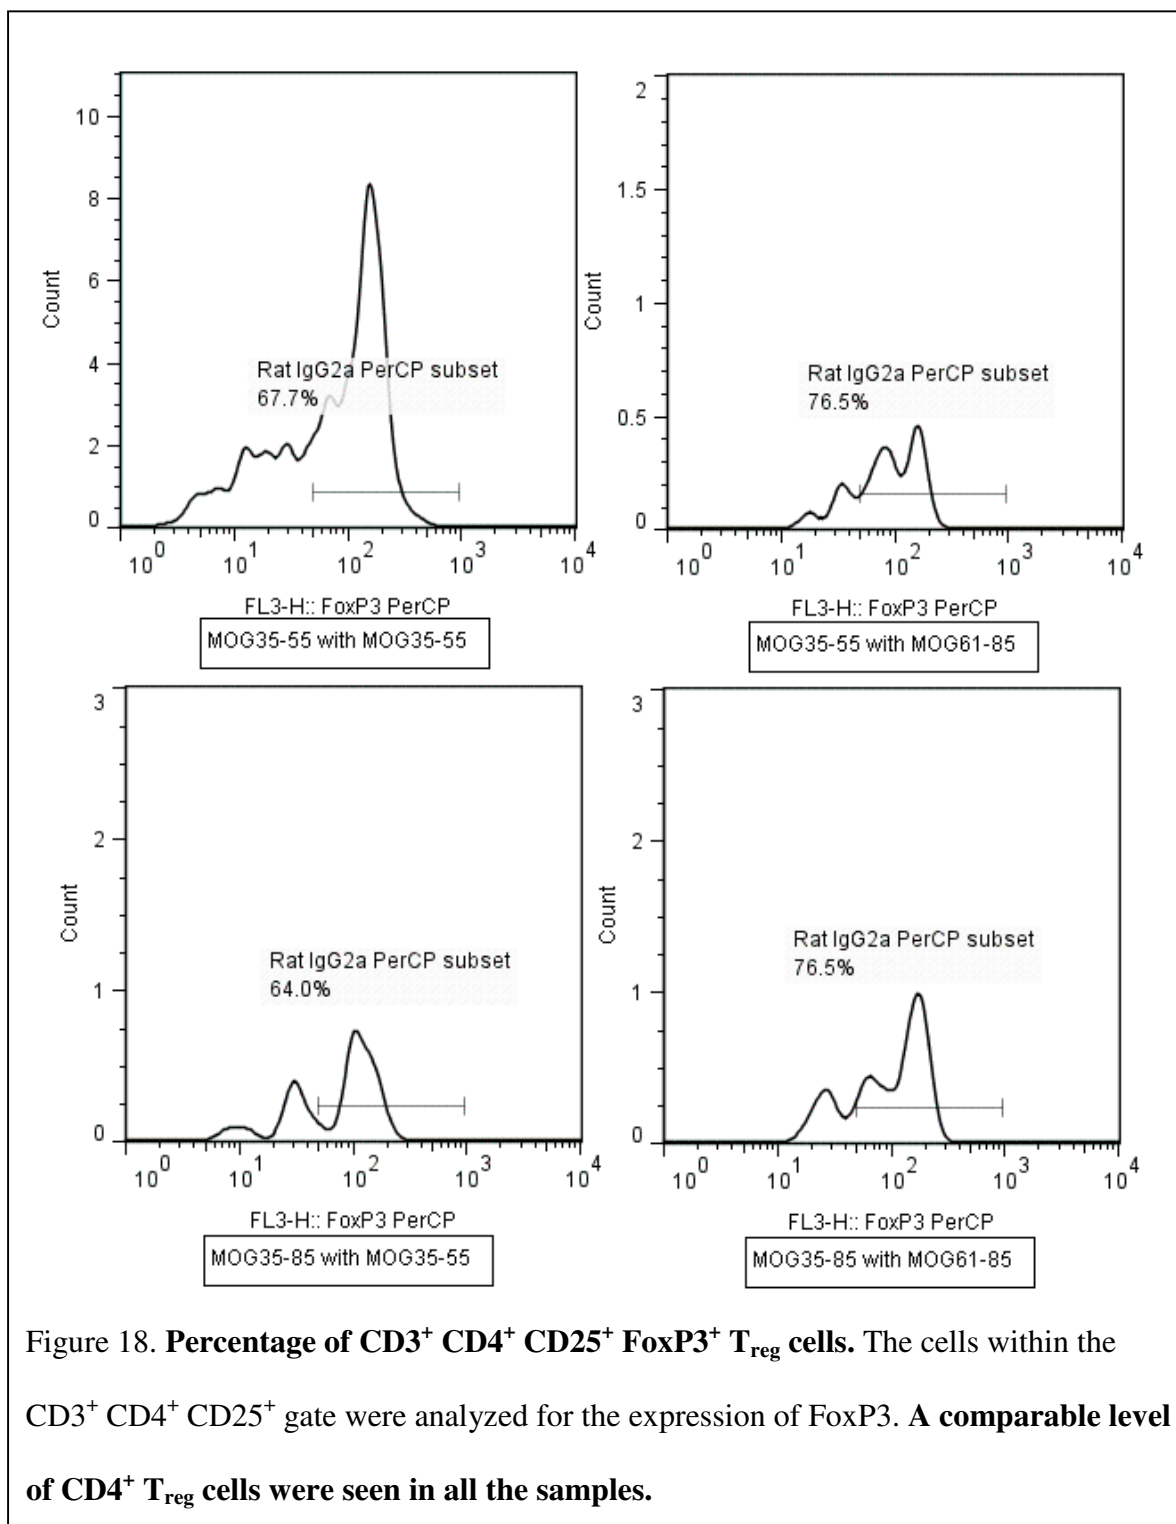 10
8
6
4
2
0
Count
Rat IgG2a PerCP subset
67.7%
10^0 10^1 10^2 10^3 10^4
FL3-H:: FoxP3 PerCP
MOG35-55 with MOG35-55
2
1.5
1
0.5
0
Count
Rat IgG2a PerCP subset
76.5%
10^0 10^1 10^2 10^3 10^4
FL3-H:: FoxP3 PerCP
MOG35-55 with MOG61-85
3
2
1
0
Count
Rat IgG2a PerCP subset
64.0%
10^0 10^1 10^2 10^3 10^4
FL3-H:: FoxP3 PerCP
MOG35-85 with MOG35-55
3
2
1
0
Count
Rat IgG2a PerCP subset
76.5%
10^0 10^1 10^2 10^3 10^4
FL3-H:: FoxP3 PerCP
MOG35-85 with MOG61-85
Figure 18. Percentage of CD3⁺ CD4⁺ CD25⁺ FoxP3⁺ T_reg cells. The cells within the
CD3⁺ CD4⁺ CD25⁺ gate were analyzed for the expression of FoxP3. A comparable level
of CD4⁺ T_reg cells were seen in all the samples.